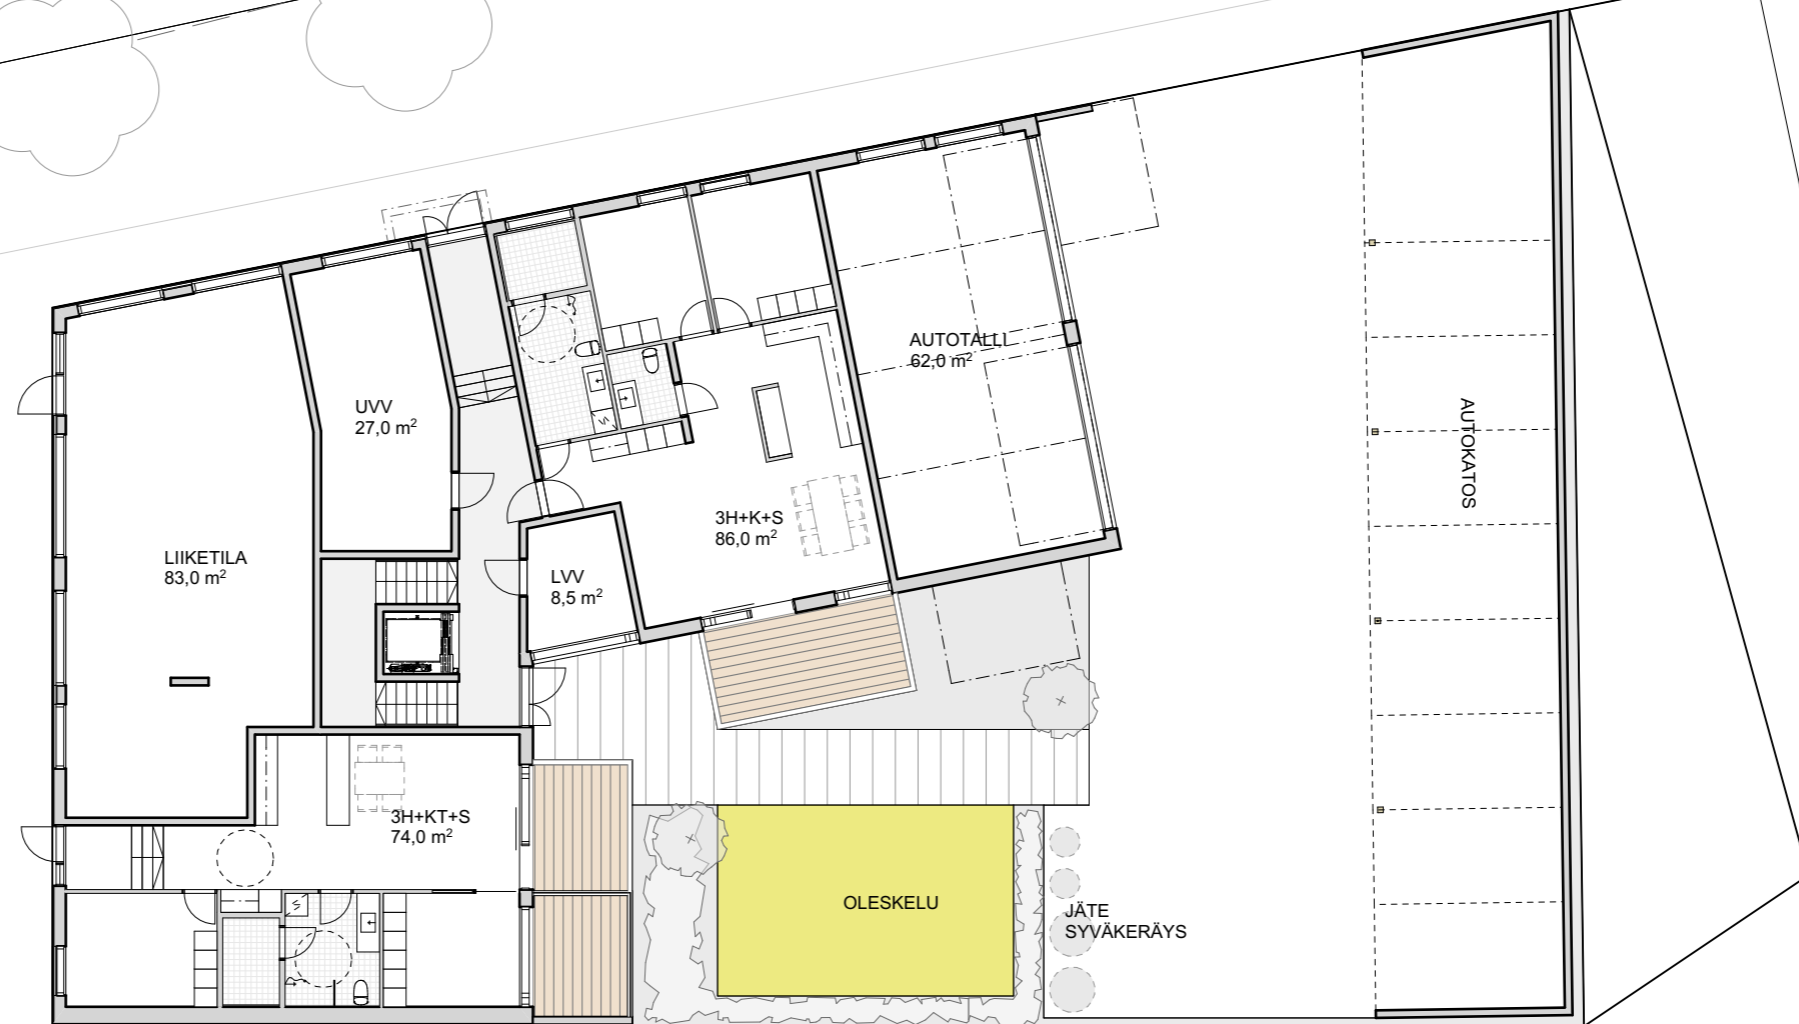 AUTOTALLI
62,0 m²
UVV
27,0 m²
AUTOKATOS
3H+K+S
86,0 m²
LIIKETILA
83,0 m²
LVV
8,5 m²
3H+KT+S
74,0 m²
OLESKELU
JÄTE
SYVÄKERÄYS